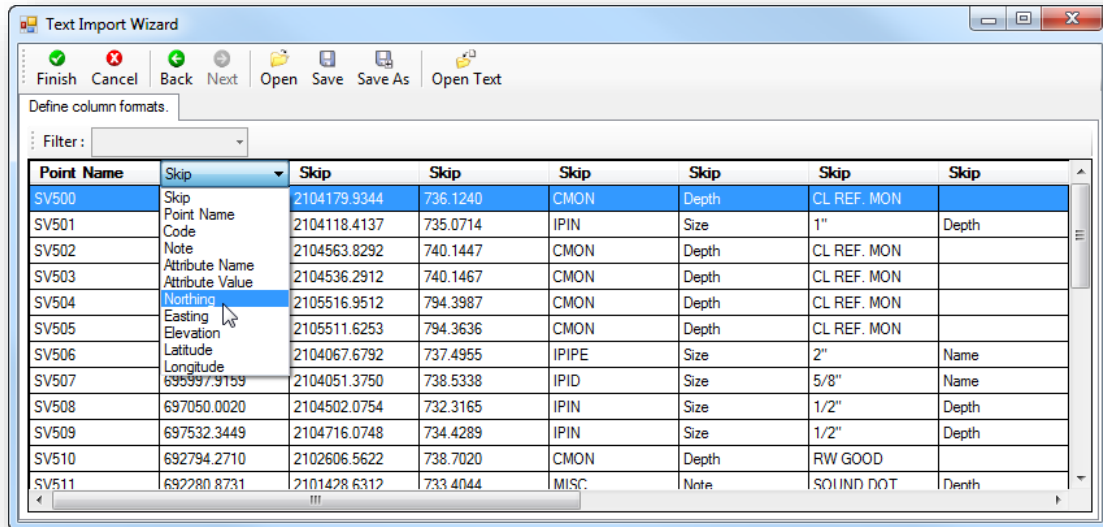 Text Import Wizard
Finish Cancel Back Next Open Save Save As Open Text
Define column formats.
Filter :
Point Name Skip Skip Skip Skip Skip Skip Skip
SV500 2104179.9344 736.1240 CMON Depth CL REF. MON
SV501 2104118.4137 735.0714 IPIN Size 1" Depth
SV502 2104563.8292 740.1447 CMON Depth CL REF. MON
SV503 2104536.2912 740.1467 CMON Depth CL REF. MON
SV504 2105516.9512 794.3987 CMON Depth CL REF. MON
SV505 2105511.6253 794.3636 CMON Depth CL REF. MON
SV506 2104067.6792 737.4955 IPIPE Size 2" Name
SV507 695997.9159 2104051.3750 738.5338 IPID Size 5/8" Name
SV508 697050.0020 2104502.0754 732.3165 IPIN Size 1/2" Depth
SV509 697532.3449 2104716.0748 734.4289 IPIN Size 1/2" Depth
SV510 692794.2710 2102606.5622 738.7020 CMON Depth RW GOOD
SV511 692280.8731 2101428.6312 733.4044 MISC Note SOUND DOT Depth
Skip
Point Name
Code
Note
Attribute Name
Attribute Value
Northing
Easting
Elevation
Latitude
Longitude